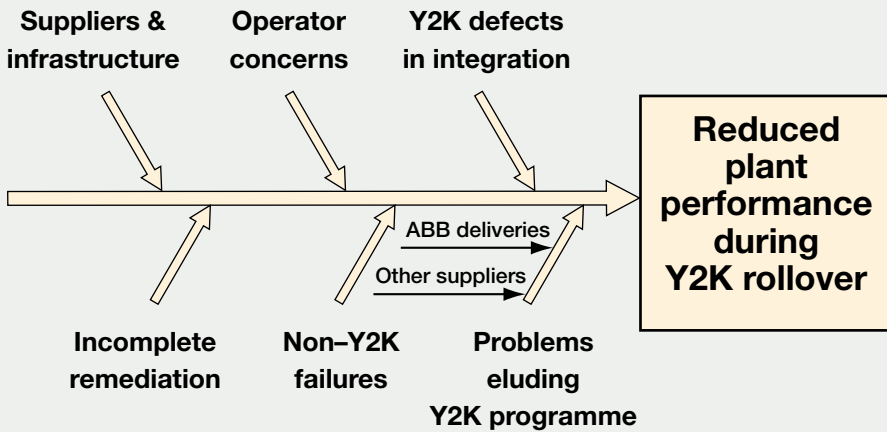 Suppliers &
infrastructure
Operator
concerns
Y2K defects
in integration
Reduced
plant
performance
during
Y2K rollover
ABB deliveries
Other suppliers
Incomplete
remediation
Non–Y2K
failures
Problems
eluding
Y2K programme